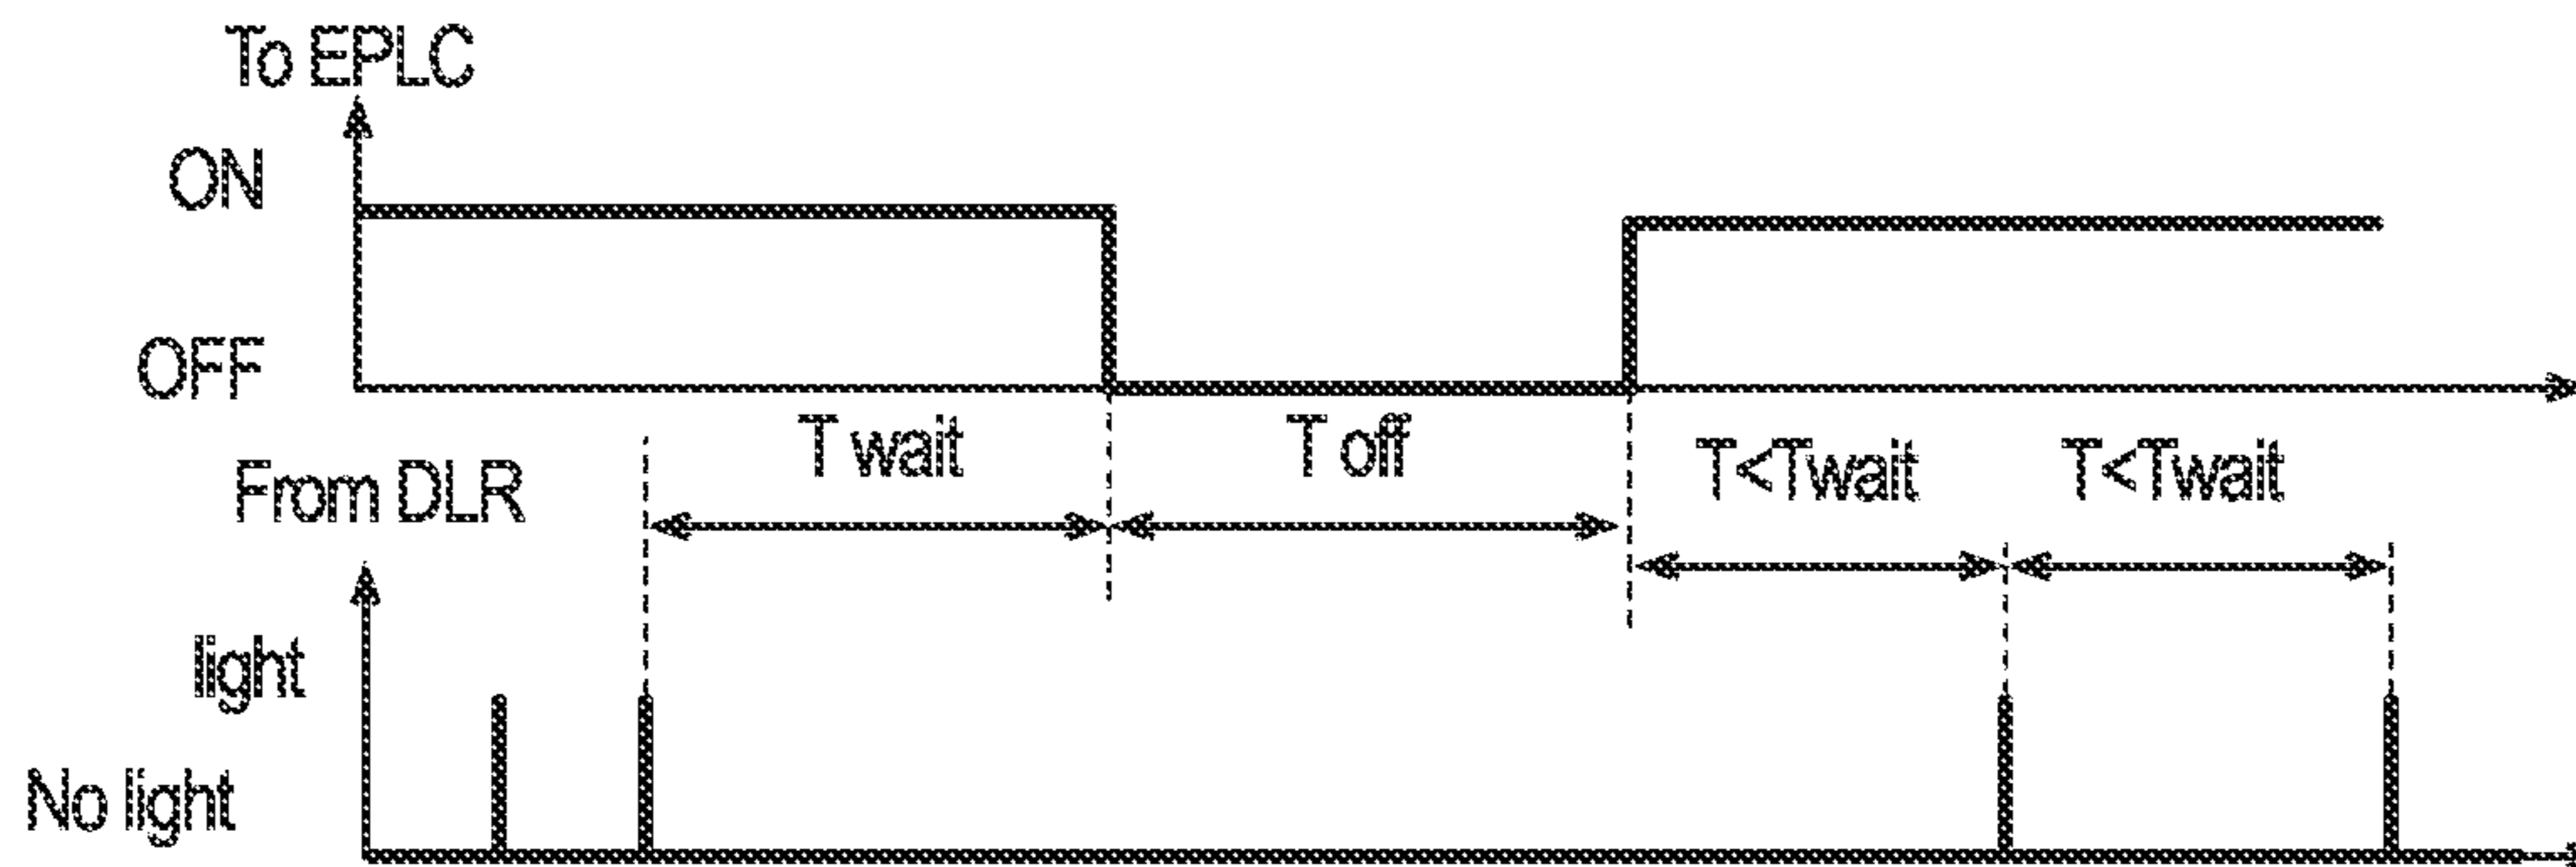 To EPLC
ON
OFF
T wait
T off
T<Twait
T<Twait
From DLR
light
No light